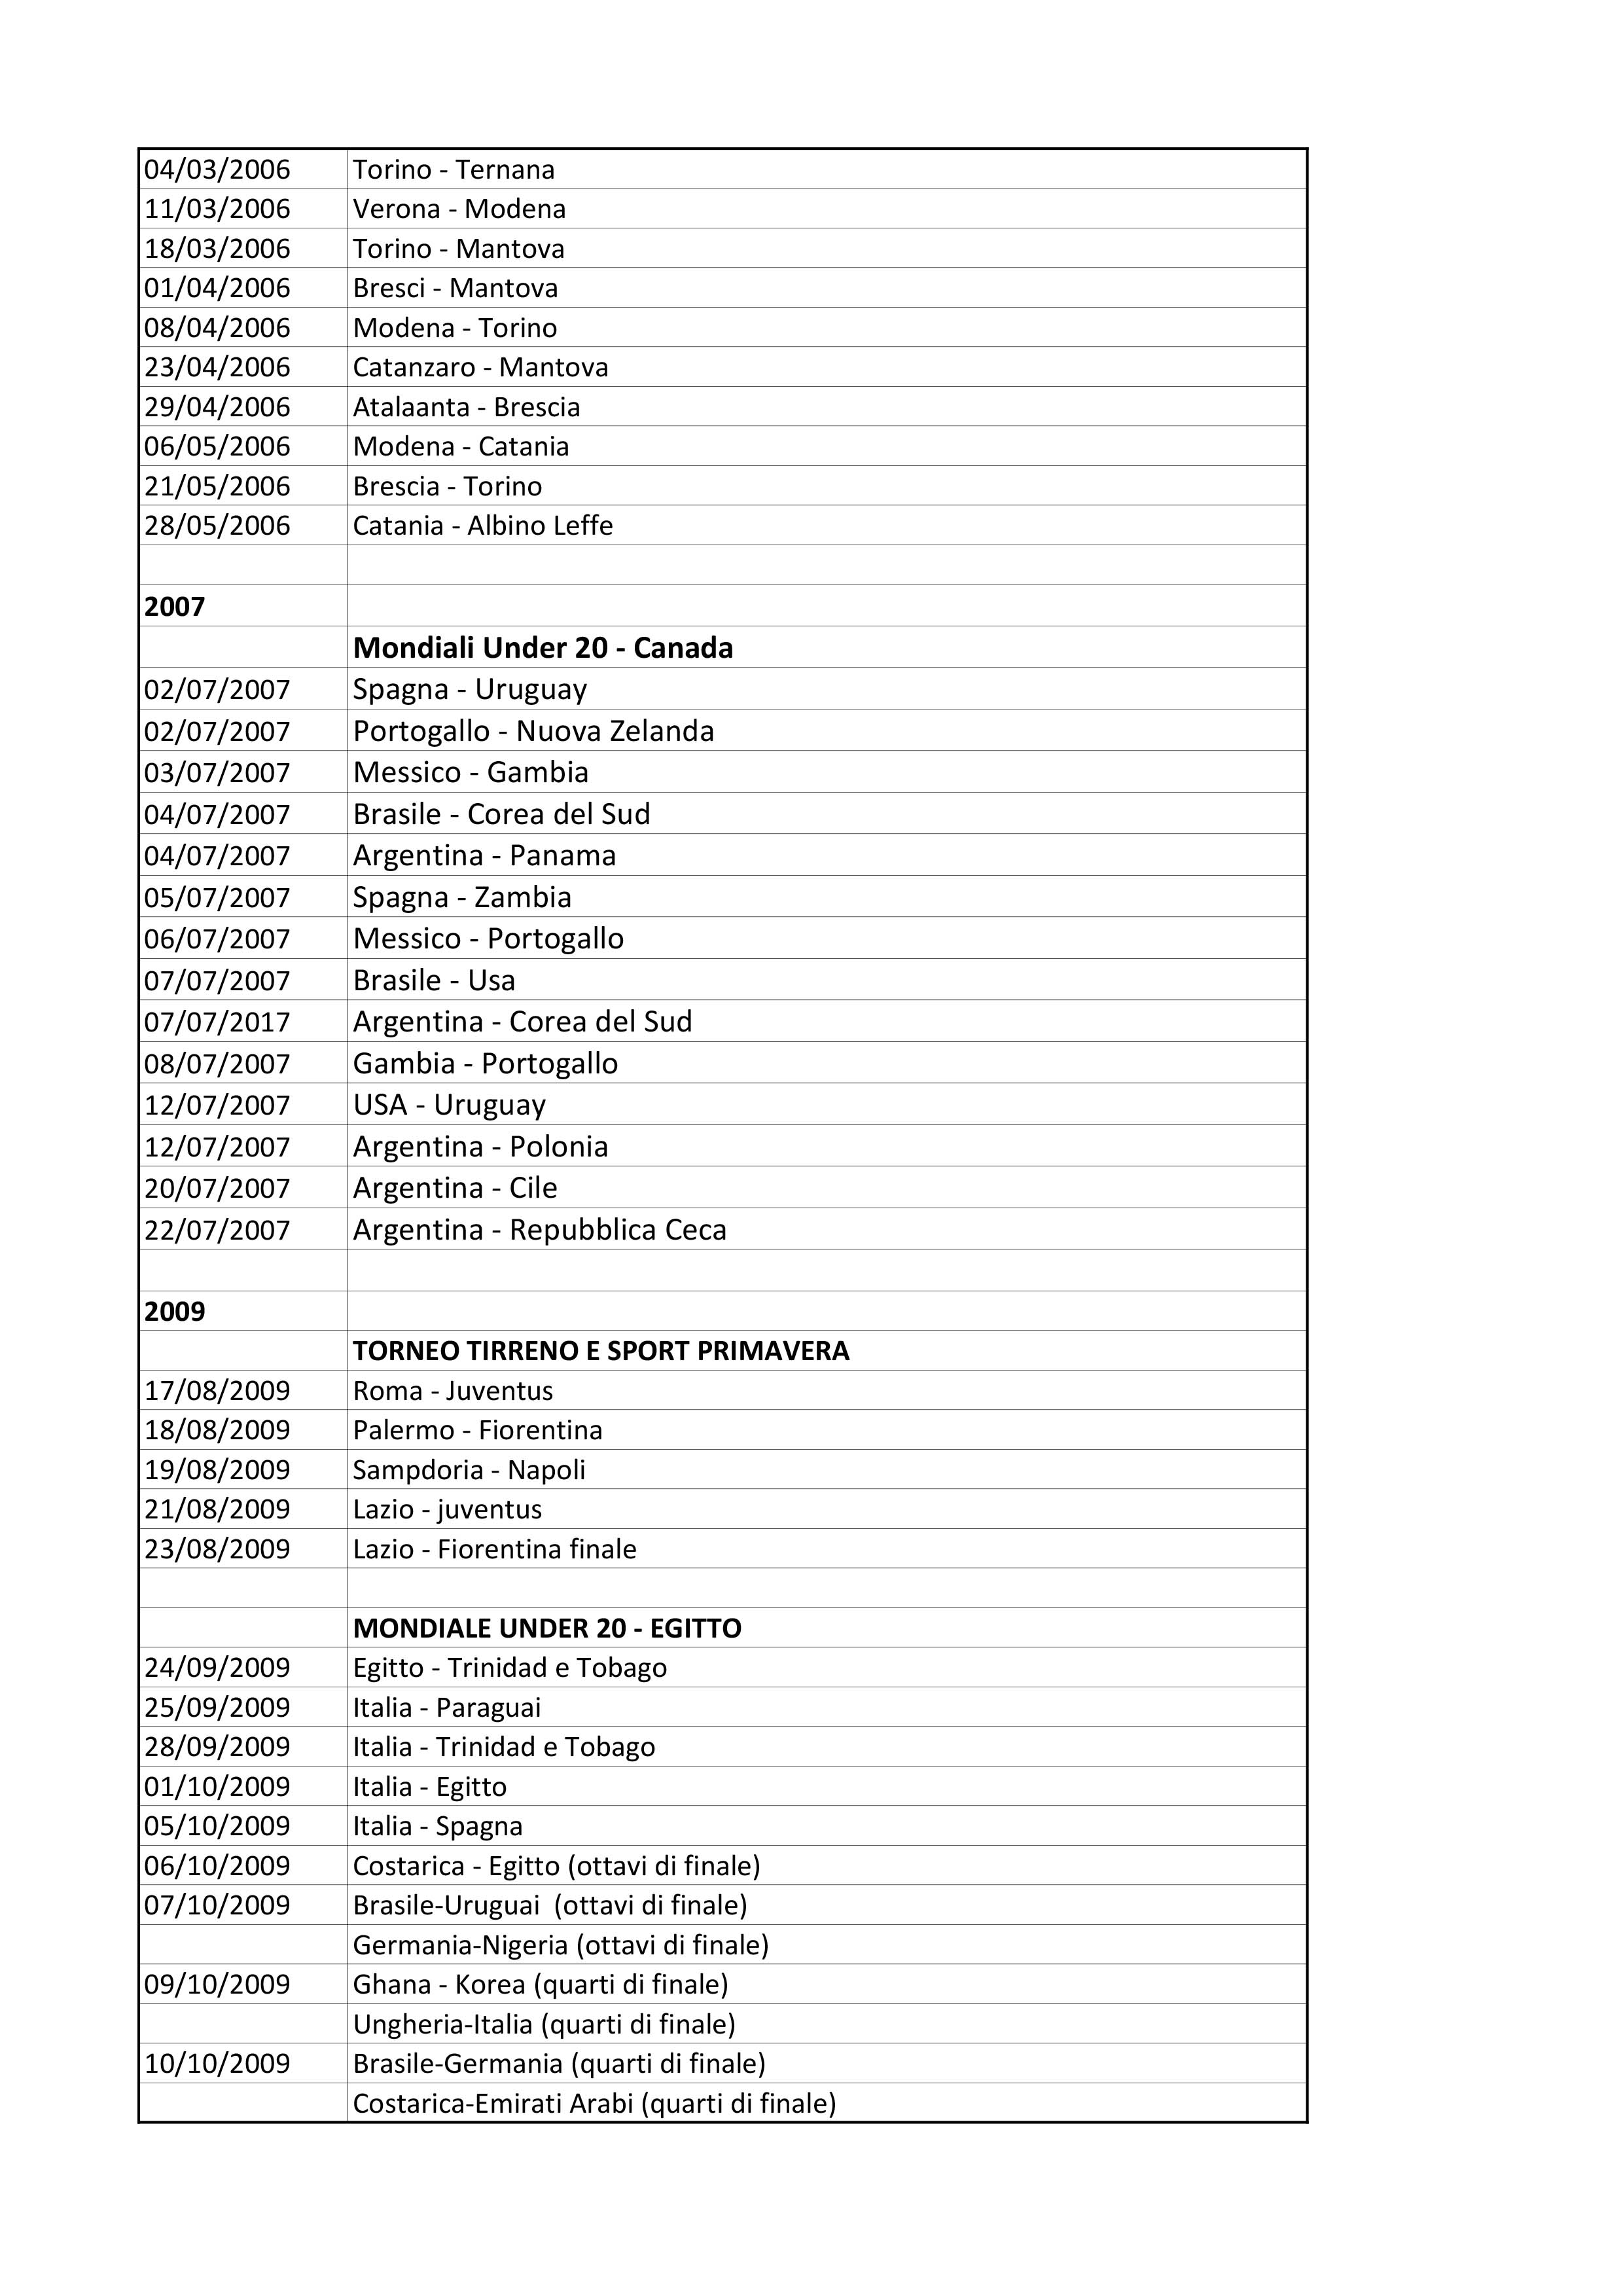 04/03/2006 Torino - Ternana
11/03/2006 Verona - Modena
18/03/2006 Torino - Mantova
01/04/2006 Bresci - Mantova
08/04/2006 Modena - Torino
23/04/2006 Catanzaro - Mantova
29/04/2006 Atalaanta - Brescia
06/05/2006 Modena - Catania
21/05/2006 Brescia - Torino
28/05/2006 Catania - Albino Leffe
2007
Mondiali Under 20 - Canada
02/07/2007 Spagna - Uruguay
02/07/2007 Portogallo - Nuova Zelanda
03/07/2007 Messico - Gambia
04/07/2007 Brasile - Corea del Sud
04/07/2007 Argentina - Panama
05/07/2007 Spagna - Zambia
06/07/2007 Messico - Portogallo
07/07/2007 Brasile - Usa
07/07/2017 Argentina - Corea del Sud
08/07/2007 Gambia - Portogallo
12/07/2007 USA - Uruguay
12/07/2007 Argentina - Polonia
20/07/2007 Argentina - Cile
22/07/2007 Argentina - Repubblica Ceca
2009
TORNEO TIRRENO E SPORT PRIMAVERA
17/08/2009 Roma - Juventus
18/08/2009 Palermo - Fiorentina
19/08/2009 Sampdoria - Napoli
21/08/2009 Lazio - juventus
23/08/2009 Lazio - Fiorentina finale
MONDIALE UNDER 20 - EGITTO
24/09/2009 Egitto - Trinidad e Tobago
25/09/2009 Italia - Paraguai
28/09/2009 Italia - Trinidad e Tobago
01/10/2009 Italia - Egitto
05/10/2009 Italia - Spagna
06/10/2009 Costarica - Egitto (ottavi di finale)
07/10/2009 Brasile-Uruguai  (ottavi di finale)
Germania-Nigeria (ottavi di finale)
09/10/2009 Ghana - Korea (quarti di finale)
Ungheria-Italia (quarti di finale)
10/10/2009 Brasile-Germania (quarti di finale)
Costarica-Emirati Arabi (quarti di finale)